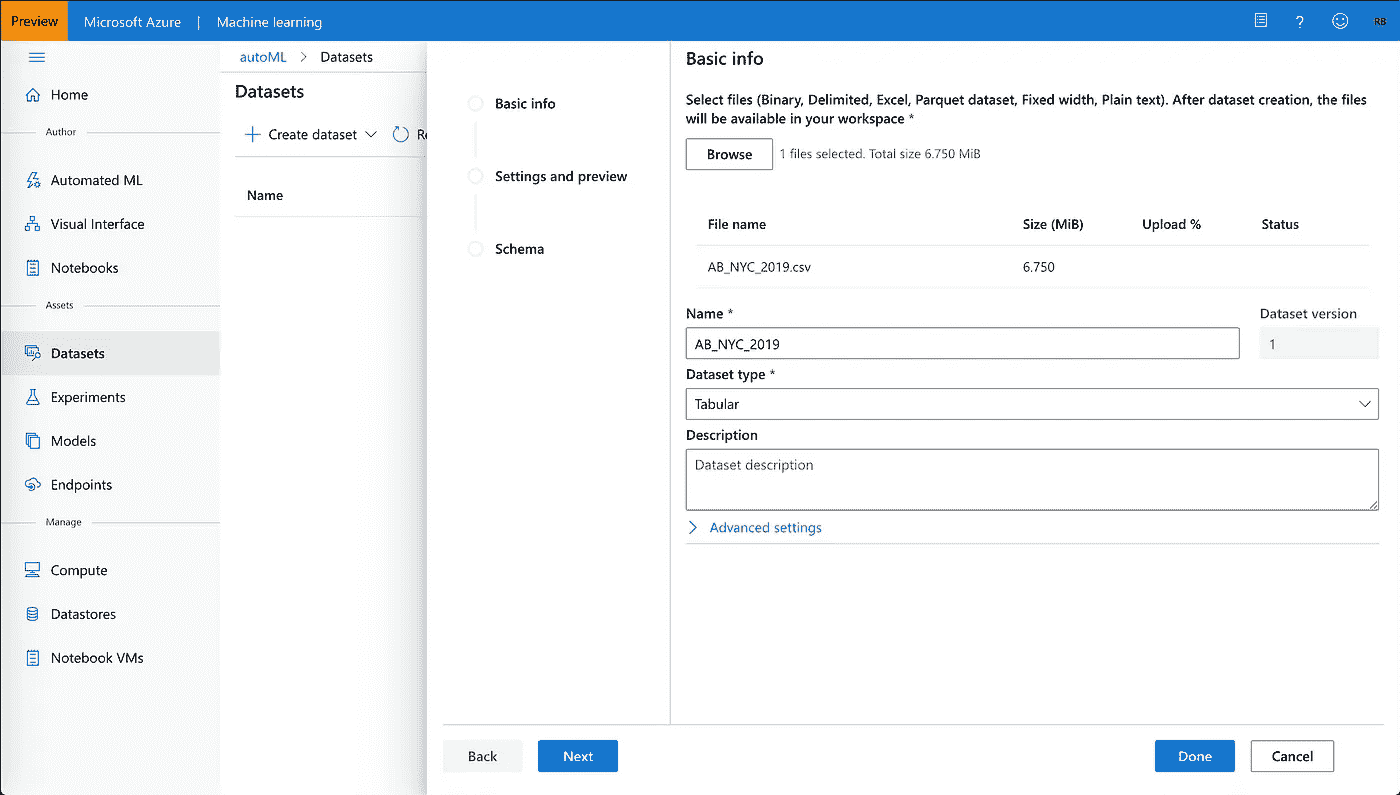 Preview
Microsoft Azure | Machine learning
?
RB
Home
Author
Automated ML
Visual Interface
Notebooks
Assets
Datasets
Experiments
Models
Endpoints
Manage
Compute
Datastores
Notebook VMs
autoML > Datasets
Datasets
+ Create dataset
Name
Basic info
Settings and preview
Schema
Basic info
Select files (Binary, Delimited, Excel, Parquet dataset, Fixed width, Plain text). After dataset creation, the files
will be available in your workspace *
Browse 1 files selected. Total size 6.750 MiB
File name Size (MiB) Upload % Status
AB_NYC_2019.csv 6.750
Name * Dataset version
AB_NYC_2019 1
Dataset type *
Tabular
Description
Dataset description
> Advanced settings
Back Next Done Cancel